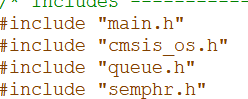 /* Includes -----------
#include "main.h"
#include "cmsis_os.h"
#include "queue.h"
#include "semphr.h"